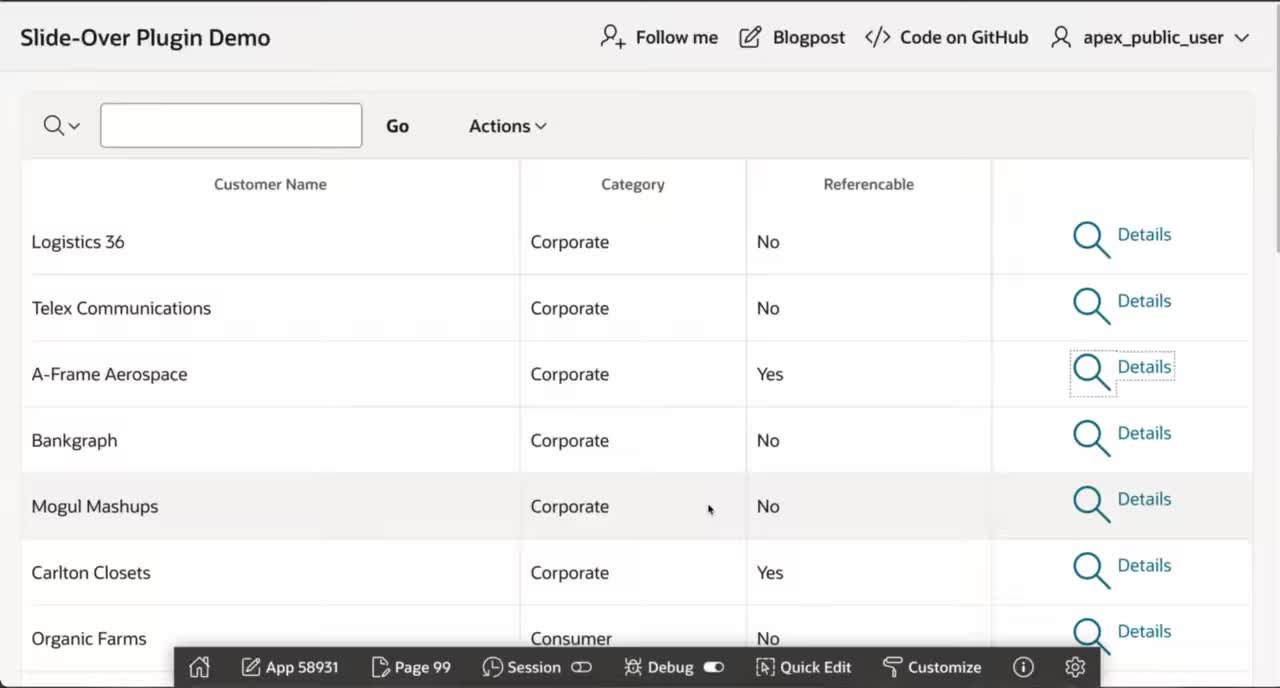 Slide-Over Plugin Demo Follow me Blogpost </> Code on GitHub apex_public_user
Go Actions
Customer Name Category Referencable
Logistics 36 Corporate No Details
Telex Communications Corporate No Details
A-Frame Aerospace Corporate Yes Details
Bankgraph Corporate No Details
Mogul Mashups Corporate No Details
Carlton Closets Corporate Yes Details
Organic Farms Consumer No Details
App 58931 Page 99 Session Debug Quick Edit Customize